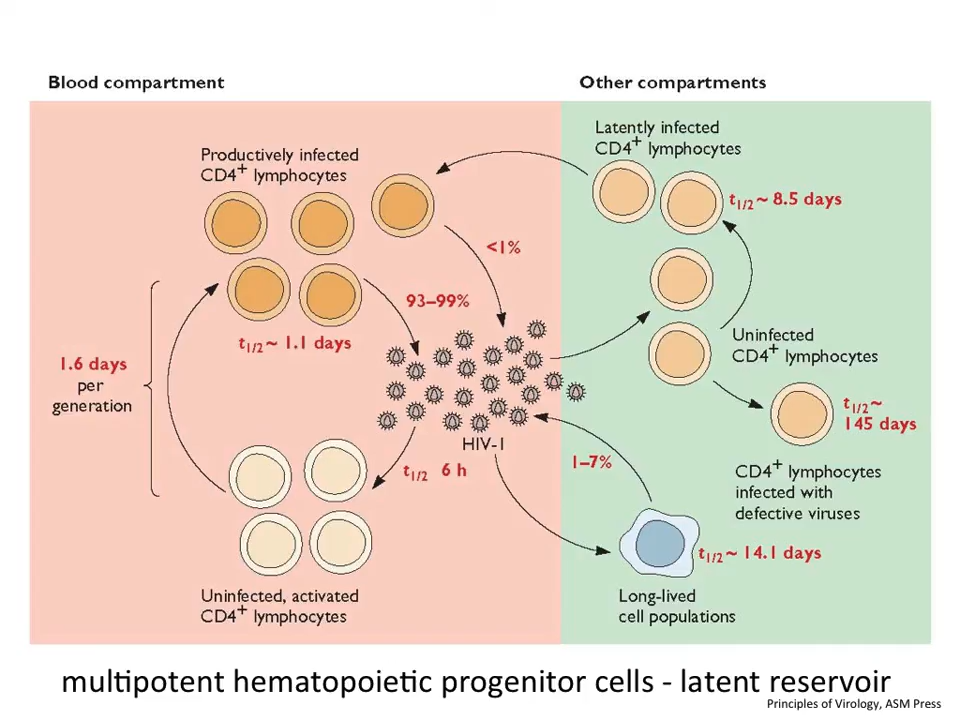 Blood compartment
Other compartments
Productively infected
CD4+ lymphocytes
Latently infected
CD4+ lymphocytes
t1/2 ~ 8.5 days
<1%
93–99%
t1/2 ~ 1.1 days
1.6 days
per
generation
Uninfected
CD4+ lymphocytes
t1/2 ~
145 days
HIV-1
t1/2 6 h
1–7%
CD4+ lymphocytes
infected with
defective viruses
t1/2 ~ 14.1 days
Uninfected, activated
CD4+ lymphocytes
Long-lived
cell populations
multipotent hematopoietic progenitor cells - latent reservoir
Principles of Virology, ASM Press